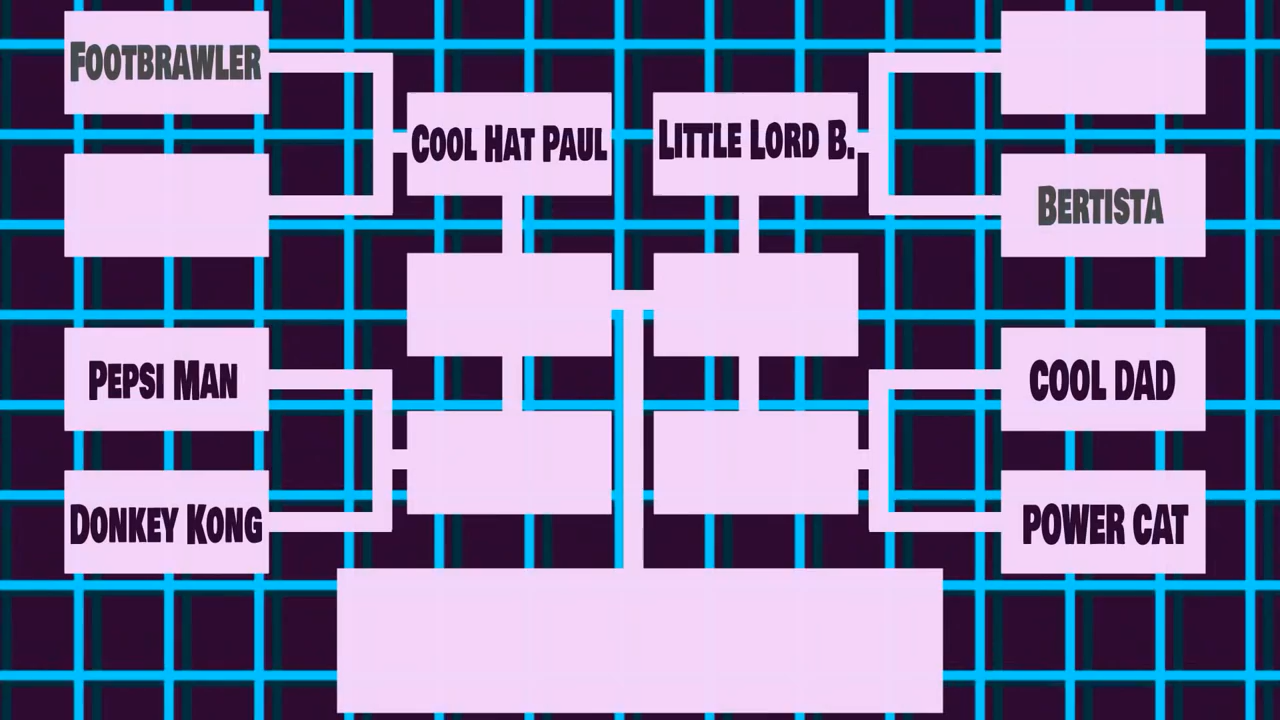 Footbrawler
Cool Hat Paul
Little Lord B.
Bertista
Pepsi Man
COOL DAD
Donkey Kong
POWER CAT